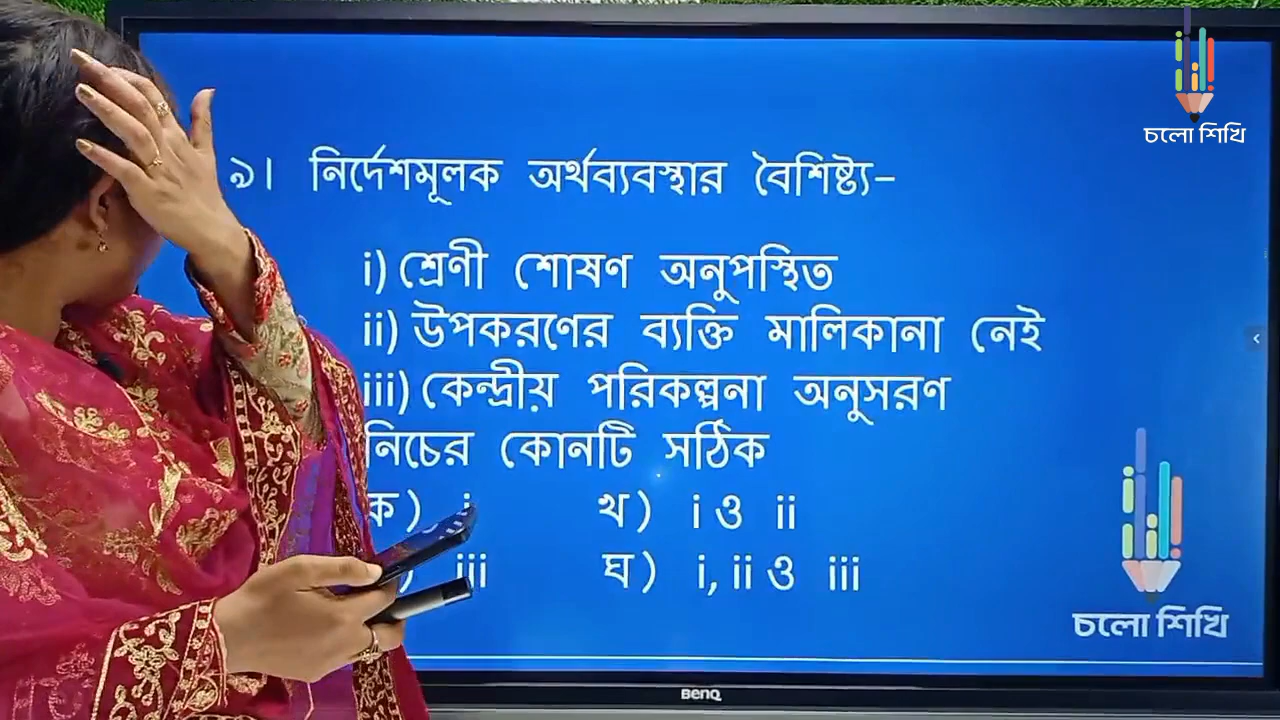 চলো শিখি
৯। নির্দেশমূলক অর্থব্যবস্থার বৈশিষ্ট্য–
i) শ্রেণী শোষণ অনুপস্থিত
ii) উপকরণের ব্যক্তি মালিকানা নেই
iii) কেন্দ্রীয় পরিকল্পনা অনুসরণ
নিচের কোনটি সঠিক
ক) i খ) i ও ii
iii ঘ) i, ii ও iii
চলো শিখি
BenQ